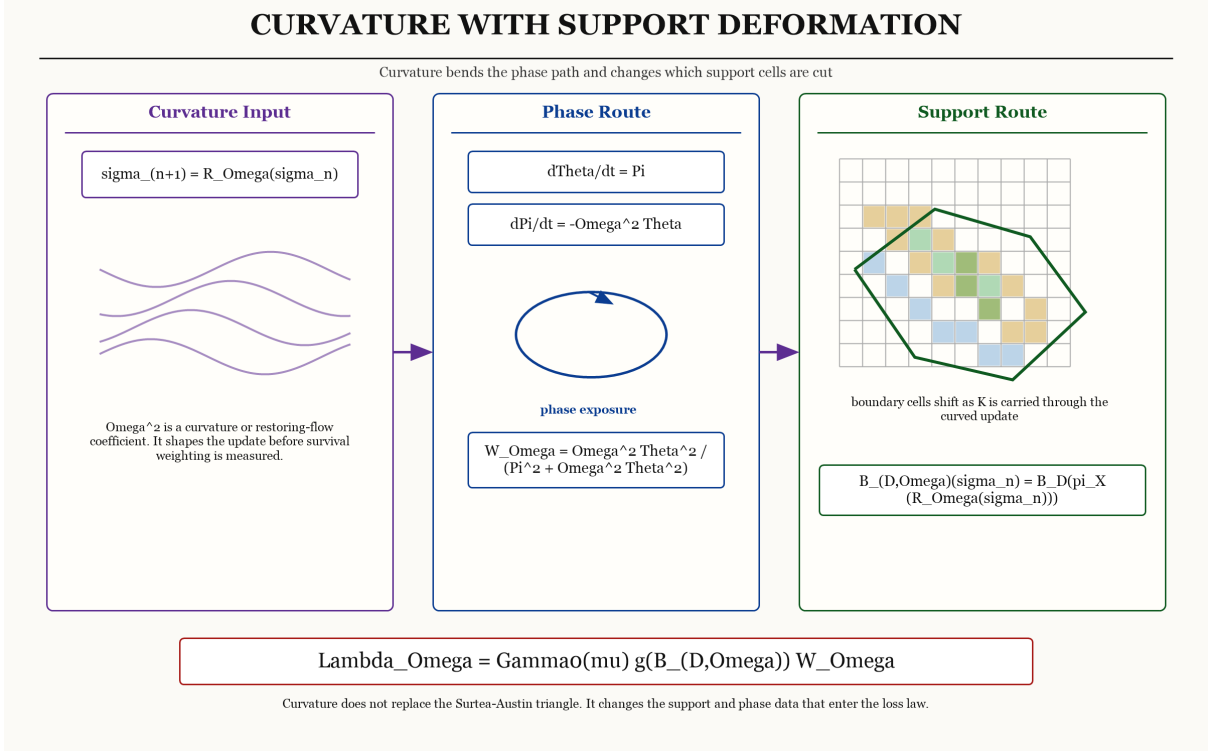 CURVATURE WITH SUPPORT DEFORMATION
Curvature bends the phase path and changes which support cells are cut
Curvature Input
sigma_(n+1) = R_Omega(sigma_n)
Omega^2 is a curvature or restoring-flow
coefficient. It shapes the update before survival
weighting is measured.
Phase Route
dTheta/dt = Pi
dPi/dt = -Omega^2 Theta
phase exposure
W_Omega = Omega^2 Theta^2 /
(Pi^2 + Omega^2 Theta^2)
Support Route
boundary cells shift as K is carried through the
curved update
B_(D,Omega)(sigma_n) = B_D(pi_X
(R_Omega(sigma_n)))
Lambda_Omega = Gamma0(mu) g(B_(D,Omega)) W_Omega
Curvature does not replace the Surtea-Austin triangle. It changes the support and phase data that enter the loss law.